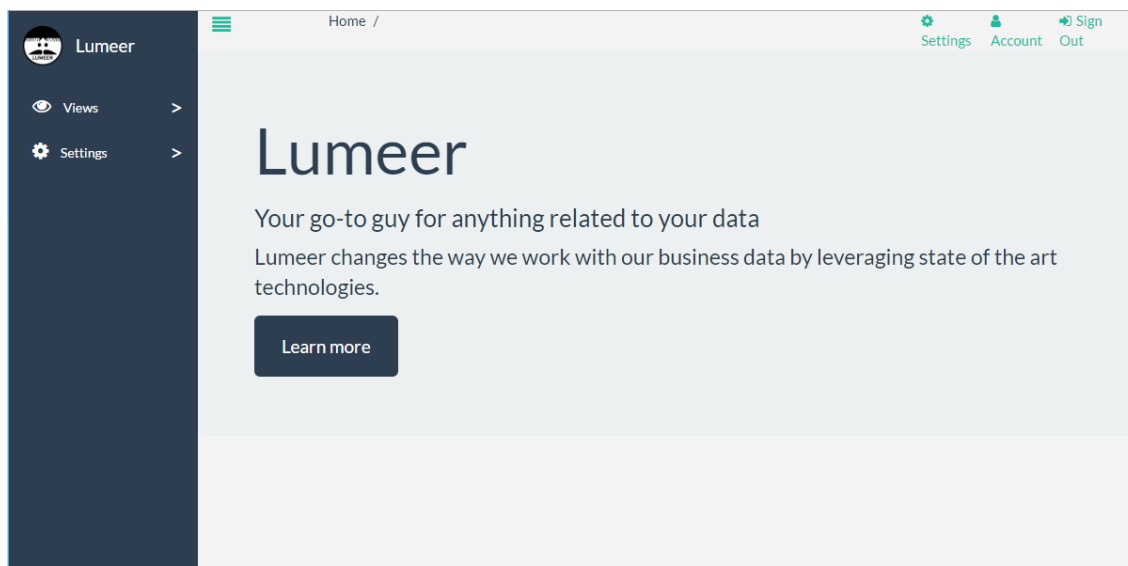 LUMEER
Lumeer
Views >
Settings >
Home /
Settings
Account
Sign
Out
Lumeer
Your go-to guy for anything related to your data
Lumeer changes the way we work with our business data by leveraging state of the art
technologies.
Learn more